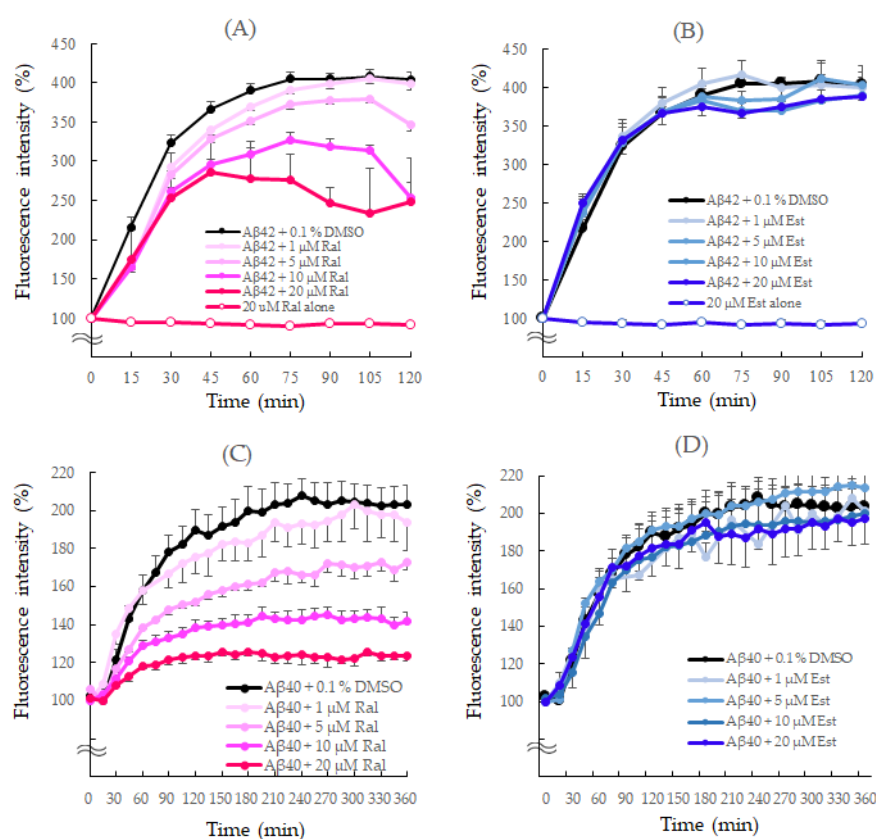 (A)
Fluorescence intensity (%)
450
400
350
300
250
200
150
100
Aβ42 + 0.1 % DMSO
Aβ42 + 1 μM Ral
Aβ42 + 5 μM Ral
Aβ42 + 10 μM Ral
Aβ42 + 20 μM Ral
20 uM Ral alone
0 15 30 45 60 75 90 105 120
Time (min)
(B)
Fluorescence intensity (%)
450
400
350
300
250
200
150
100
Aβ42 + 0.1 % DMSO
Aβ42 + 1 μM Est
Aβ42 + 5 μM Est
Aβ42 + 10 μM Est
Aβ42 + 20 μM Est
20 μM Est alone
0 15 30 45 60 75 90 105 120
Time (min)
(C)
Fluorescence intensity (%)
220
200
180
160
140
120
100
Aβ40 + 0.1 % DMSO
Aβ40 + 1 μM Ral
Aβ40 + 5 μM Ral
Aβ40 + 10 μM Ral
Aβ40 + 20 μM Ral
0 30 60 90 120 150 180 210 240 270 300 330 360
Time (min)
(D)
Fluorescence intensity (%)
220
200
180
160
140
120
100
Aβ40 + 0.1 % DMSO
Aβ40 + 1 μM Est
Aβ40 + 5 μM Est
Aβ40 + 10 μM Est
Aβ40 + 20 μM Est
0 30 60 90 120 150 180 210 240 270 300 330 360
Time (min)